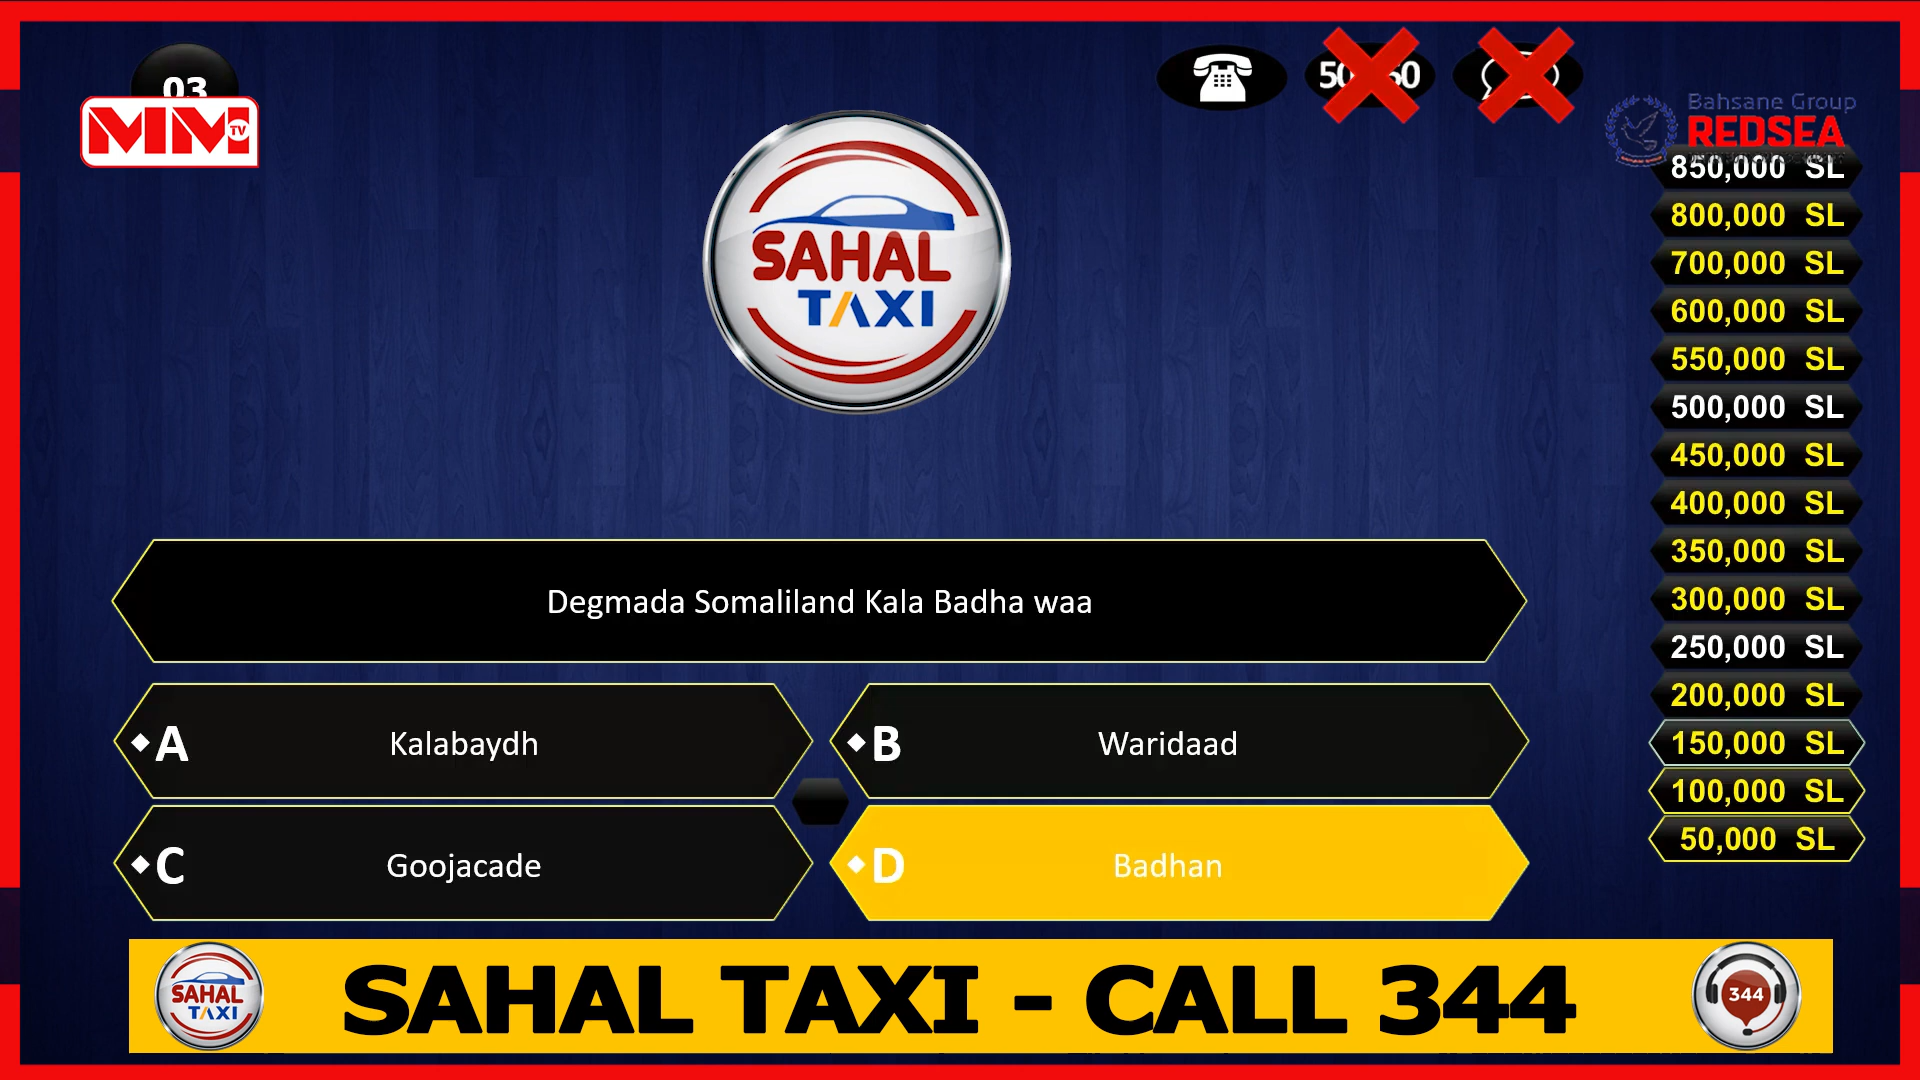 03
MM TV
50 50
Bahsane Group
REDSEA
SAHAL
TAXI
850,000 SL
800,000 SL
700,000 SL
600,000 SL
550,000 SL
500,000 SL
450,000 SL
400,000 SL
350,000 SL
300,000 SL
250,000 SL
200,000 SL
150,000 SL
100,000 SL
50,000 SL
Degmada Somaliland Kala Badha waa
A Kalabaydh
B Waridaad
C Goojacade
D Badhan
SAHAL
TAXI
SAHAL TAXI - CALL 344
344